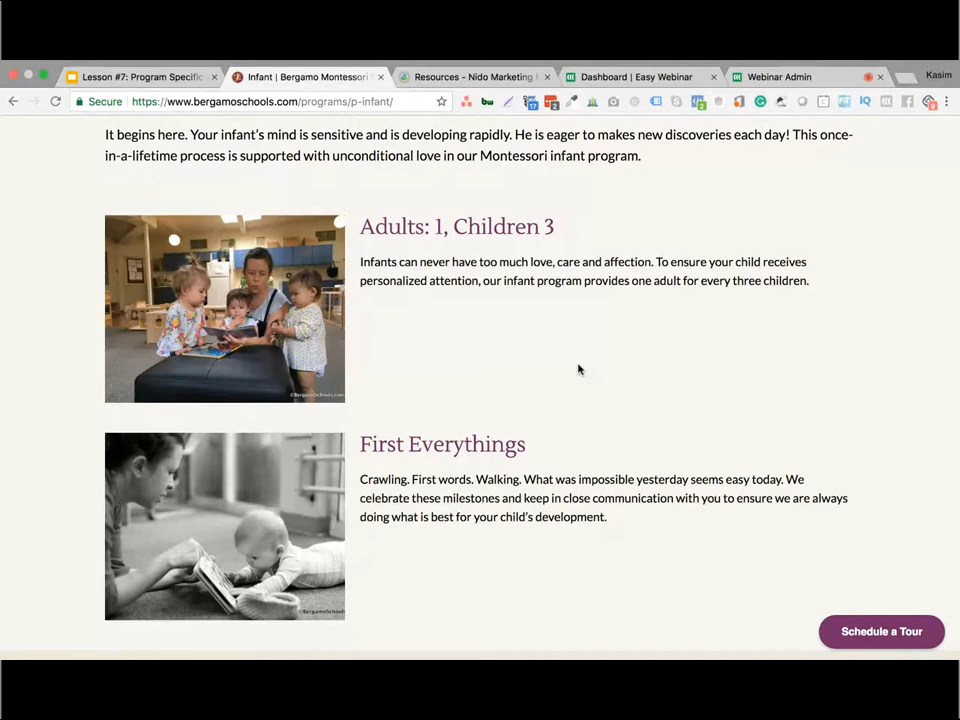 Lesson #7: Program Specific
Infant | Bergamo Montessori
Resources - Nido Marketing
Dashboard | Easy Webinar
Webinar Admin
Kasim
Secure
https://www.bergamoschools.com/programs/p-infant/
It begins here. Your infant's mind is sensitive and is developing rapidly. He is eager to makes new discoveries each day! This once-
in-a-lifetime process is supported with unconditional love in our Montessori infant program.
Adults: 1, Children 3
Infants can never have too much love, care and affection. To ensure your child receives
personalized attention, our infant program provides one adult for every three children.
©BergamoSchools.com
First Everythings
Crawling. First words. Walking. What was impossible yesterday seems easy today. We
celebrate these milestones and keep in close communication with you to ensure we are always
doing what is best for your child's development.
©BergamoSchools.com
Schedule a Tour